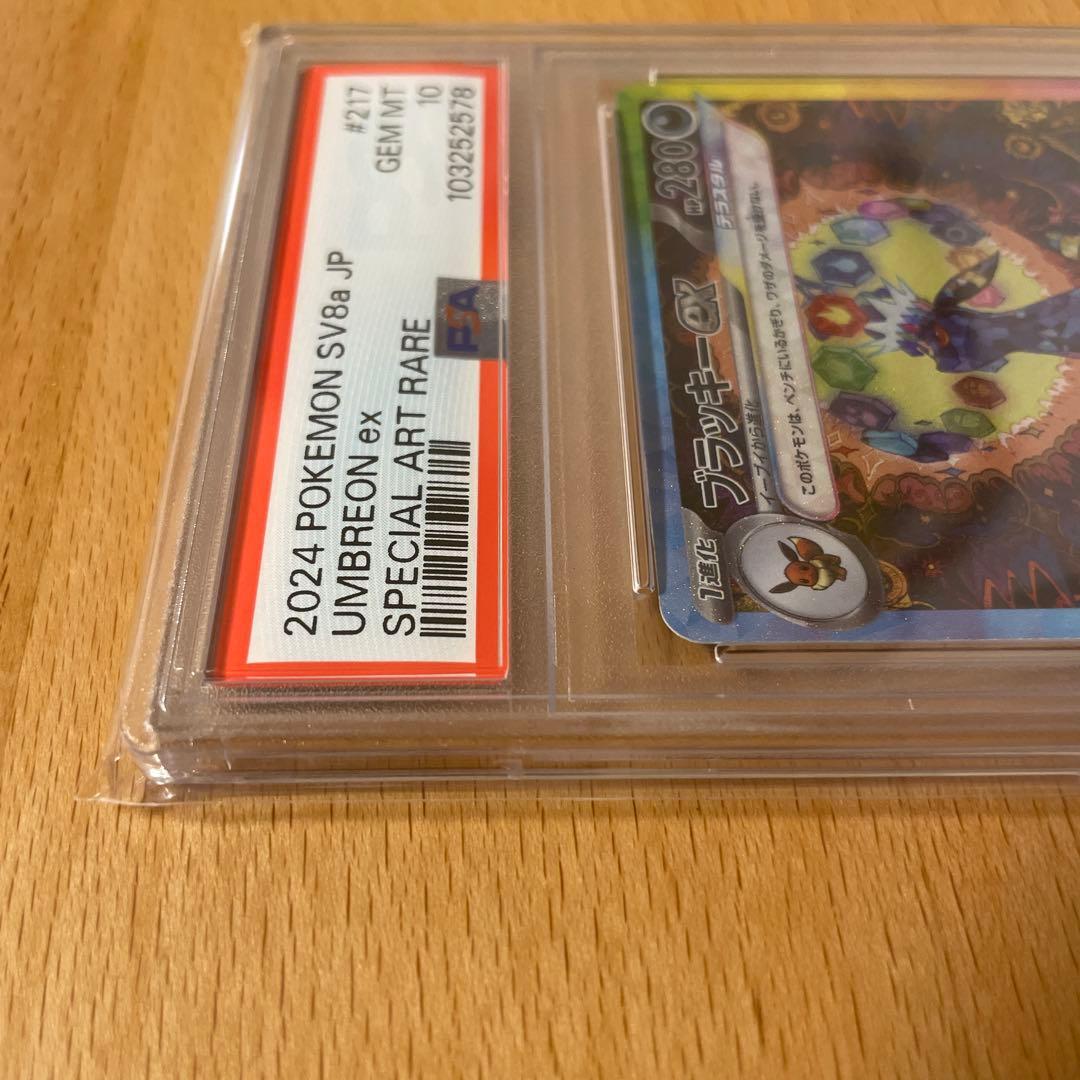 2024 POKEMON SV8a JP #217
UMBREON ex GEM MT
SPECIAL ART RARE 10
103252578
PSA
1進化
ブラッキーex
HP280
イーブイから進化
テラスタル
このポケモンは、ベンチにいるかぎり、ワザのダメージを受けない。